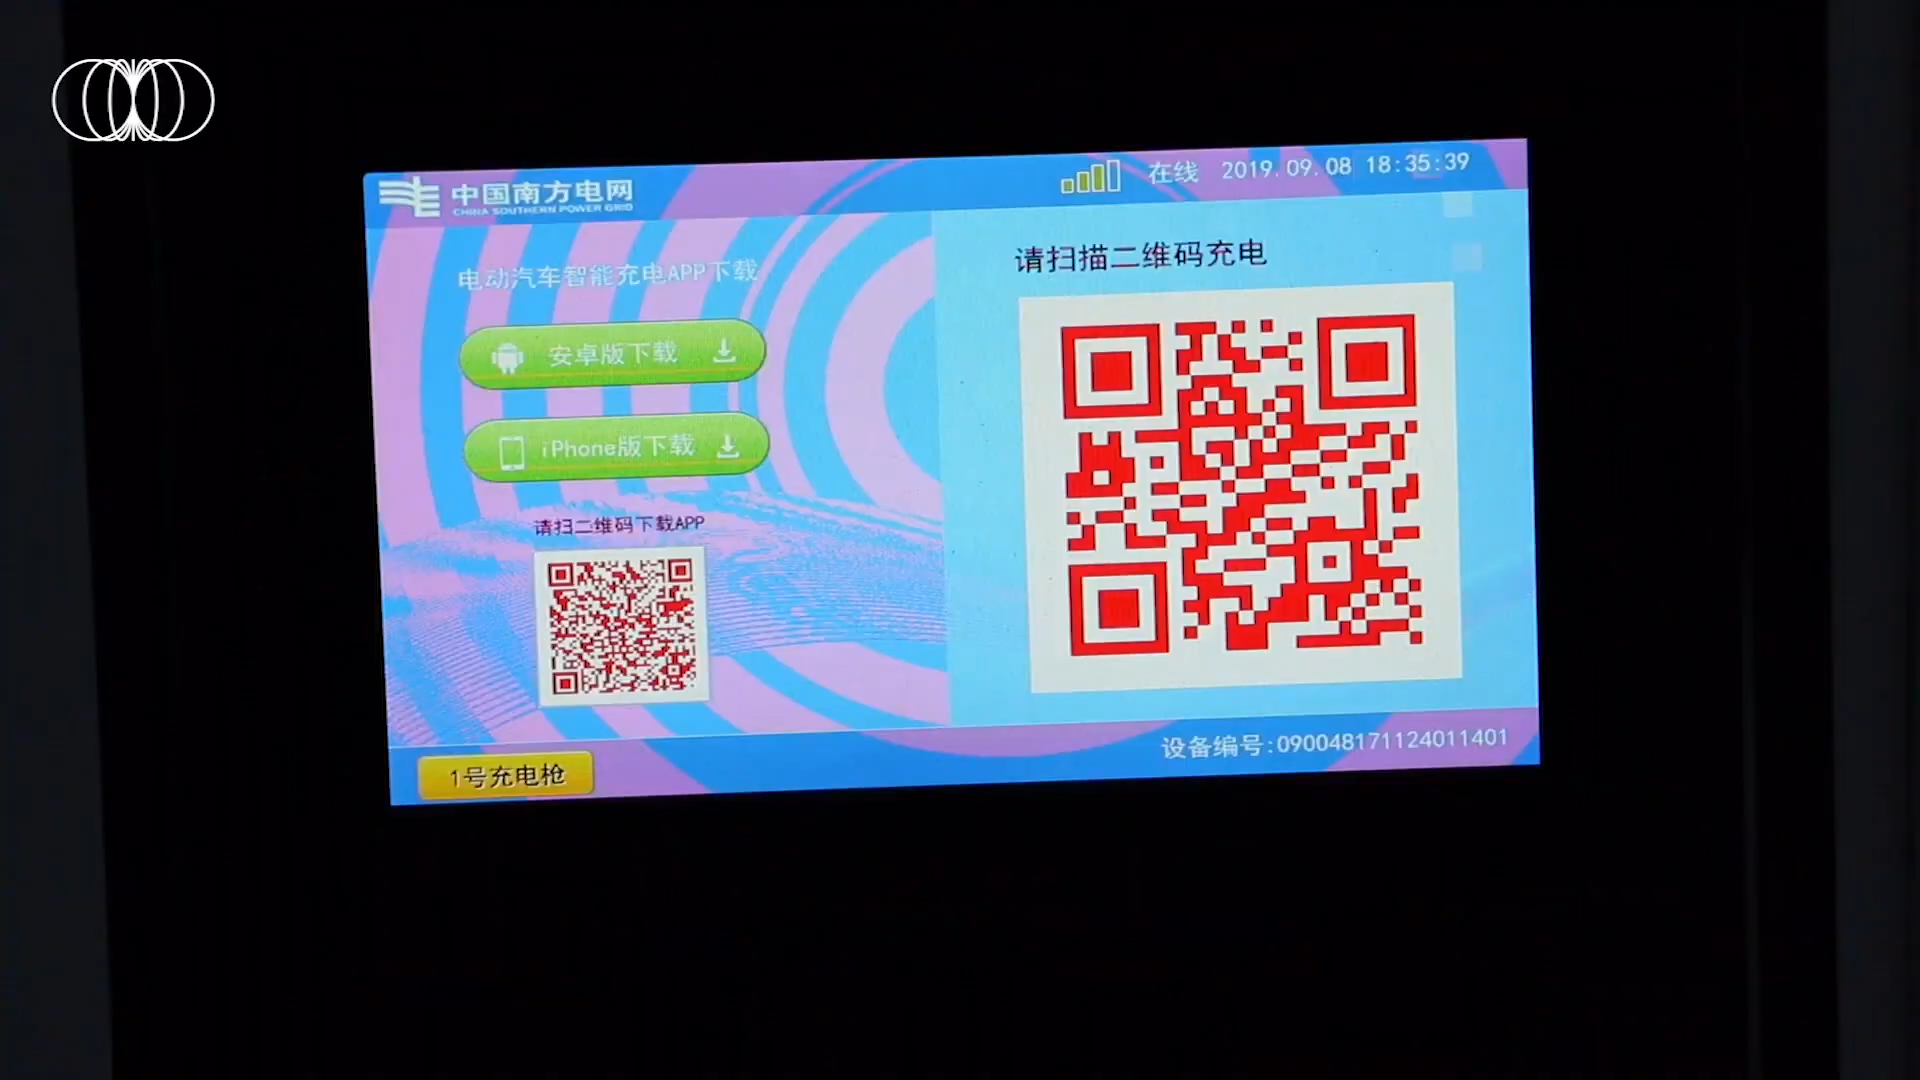 中国南方电网
CHINA SOUTHERN POWER GRID
在线 2019.09.08 18:35:39
电动汽车智能充电APP下载
安卓版下载
iPhone版下载
请扫二维码下载APP
请扫描二维码充电
1号充电枪
设备编号:090048171124011401